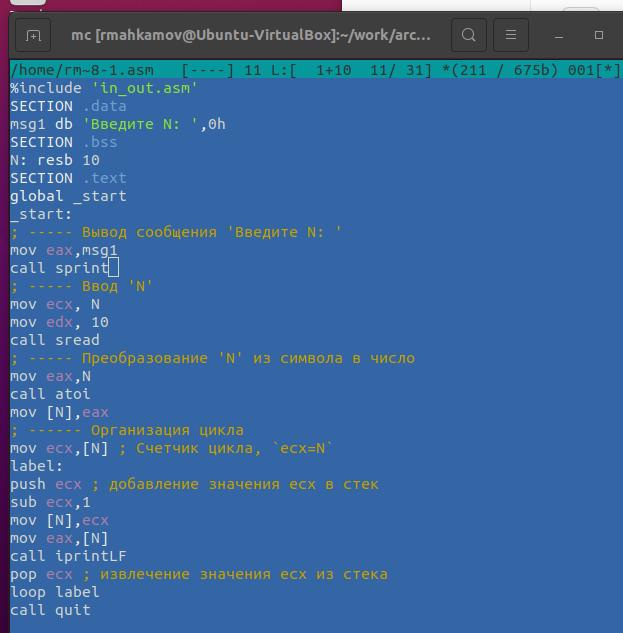 mc [rmahkamov@Ubuntu-VirtualBox]:~/work/arc...
/home/rm~8-1.asm [----] 11 L:[ 1+10 11/ 31] *(211 / 675b) 001[*]
%include 'in_out.asm'
SECTION .data
msg1 db 'Введите N: ',0h
SECTION .bss
N: resb 10
SECTION .text
global _start
_start:
; ----- Вывод сообщения 'Введите N: '
mov eax,msg1
call sprint
; ----- Ввод 'N'
mov ecx, N
mov edx, 10
call sread
; ----- Преобразование 'N' из символа в число
mov eax,N
call atoi
mov [N],eax
; ------ Организация цикла
mov ecx,[N] ; Счетчик цикла, `ecx=N`
label:
push ecx ; добавление значения ecx в стек
sub ecx,1
mov [N],ecx
mov eax,[N]
call iprintLF
pop ecx ; извлечение значения ecx из стека
loop label
call quit